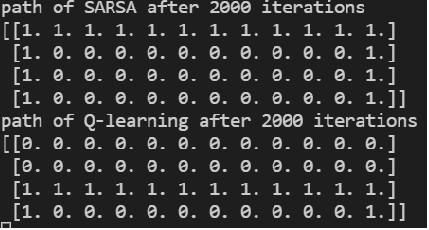 path of SARSA after 2000 iterations
[[1. 1. 1. 1. 1. 1. 1. 1. 1. 1. 1. 1.]
[1. 0. 0. 0. 0. 0. 0. 0. 0. 0. 0. 1.]
[1. 0. 0. 0. 0. 0. 0. 0. 0. 0. 0. 1.]
[1. 0. 0. 0. 0. 0. 0. 0. 0. 0. 0. 1.]]
path of Q-learning after 2000 iterations
[[0. 0. 0. 0. 0. 0. 0. 0. 0. 0. 0. 0.]
[0. 0. 0. 0. 0. 0. 0. 0. 0. 0. 0. 0.]
[1. 1. 1. 1. 1. 1. 1. 1. 1. 1. 1. 1.]
[1. 0. 0. 0. 0. 0. 0. 0. 0. 0. 0. 1.]]